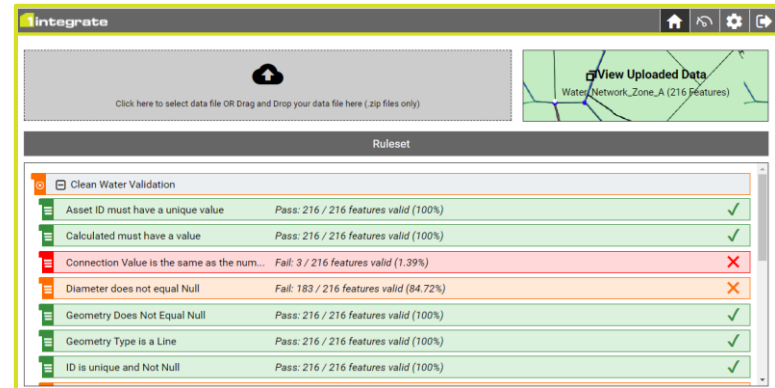 1integrate
View Uploaded Data
Water_Network_Zone_A (216 Features)
Click here to select data file OR Drag and Drop your data file here (.zip files only)
Ruleset
Clean Water Validation
Asset ID must have a unique value Pass: 216 / 216 features valid (100%)
Calculated must have a value Pass: 216 / 216 features valid (100%)
Connection Value is the same as the num... Fail: 3 / 216 features valid (1.39%)
Diameter does not equal Null Fail: 183 / 216 features valid (84.72%)
Geometry Does Not Equal Null Pass: 216 / 216 features valid (100%)
Geometry Type is a Line Pass: 216 / 216 features valid (100%)
ID is unique and Not Null Pass: 216 / 216 features valid (100%)